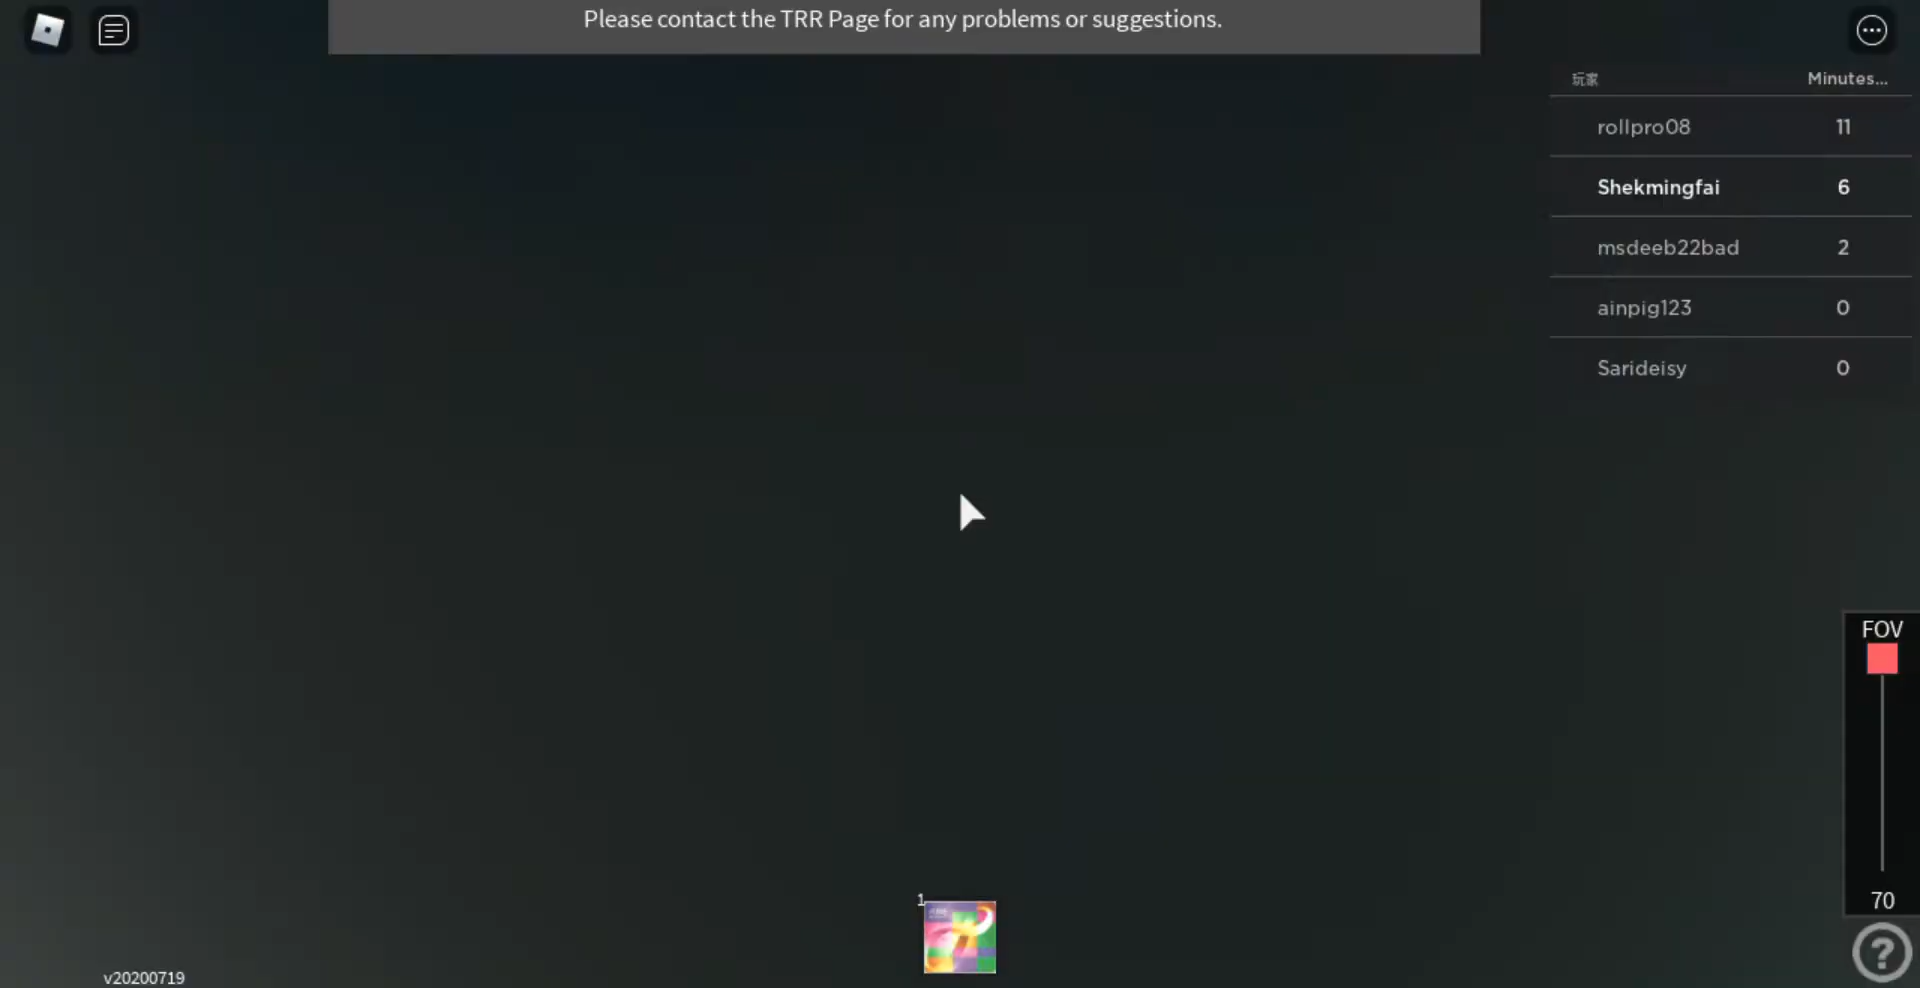 Please contact the TRR Page for any problems or suggestions.
玩家 Minutes...
rollpro08 11
Shekmingfai 6
msdeeb22bad 2
ainpig123 0
Sarideisy 0
FOV
70
1
v20200719
?